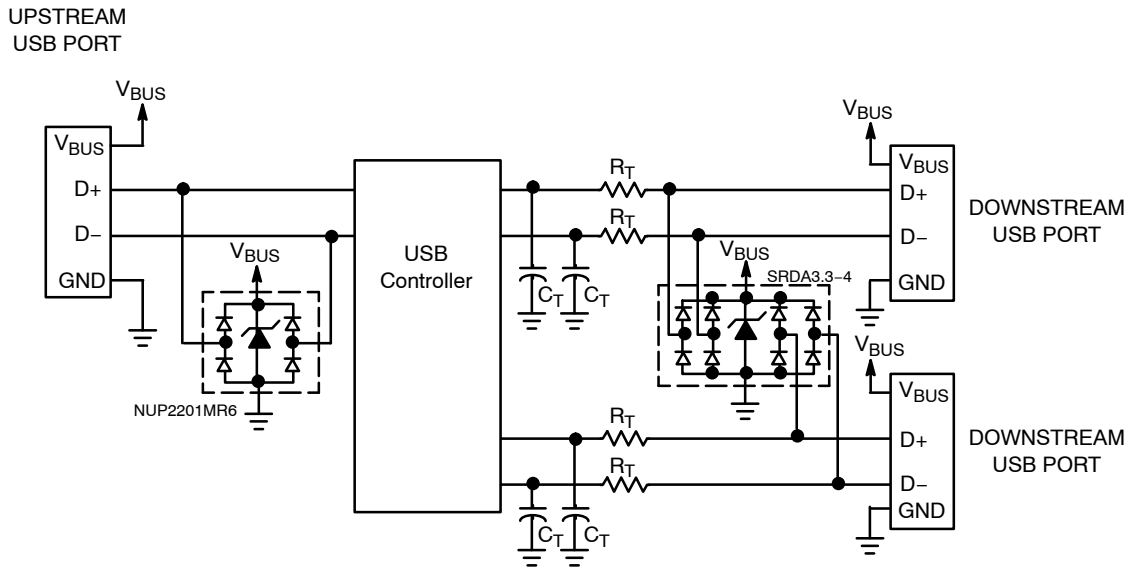 UPSTREAM
USB PORT
VBUS
VBUS
D+
D−
GND
VBUS
NUP2201MR6
USB
Controller
RT
RT
CT
CT
VBUS
SRDA3.3−4
VBUS
VBUS
D+
D−
GND
DOWNSTREAM
USB PORT
RT
RT
CT
CT
VBUS
VBUS
D+
D−
GND
DOWNSTREAM
USB PORT